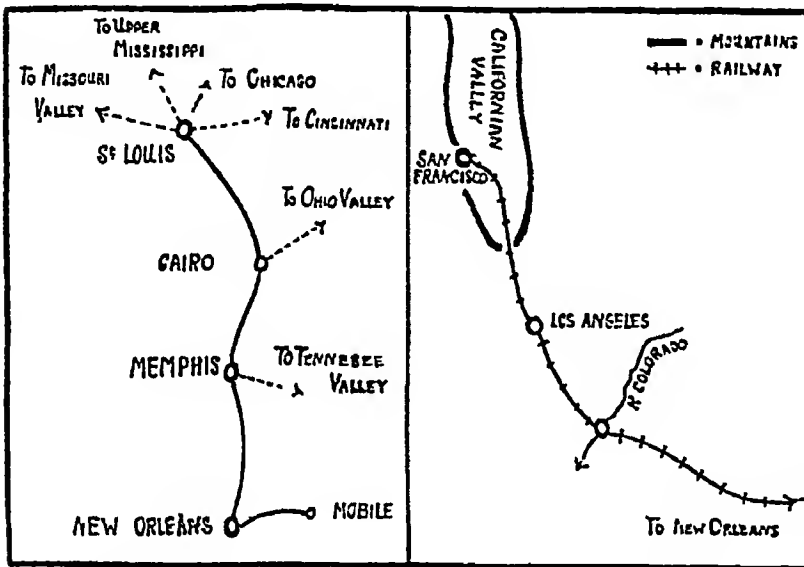 To Upper
Mississippi
To Missouri
Valley
To Chicago
To Cincinnati
St Louis
To Ohio Valley
Cairo
Memphis
To Tennesee
Valley
New Orleans
Mobile
Californian
Valley
San
Francisco
Los Angeles
R. Colorado
To New Orleans
• Mountains
• Railway